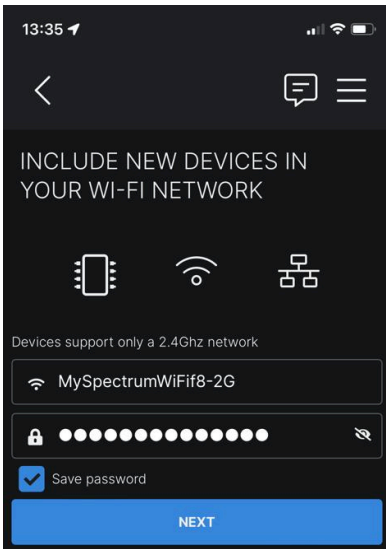 13:35
INCLUDE NEW DEVICES IN
YOUR WI-FI NETWORK
Devices support only a 2.4Ghz network
MySpectrumWiFif8-2G
●●●●●●●●●●●●●●
Save password
NEXT